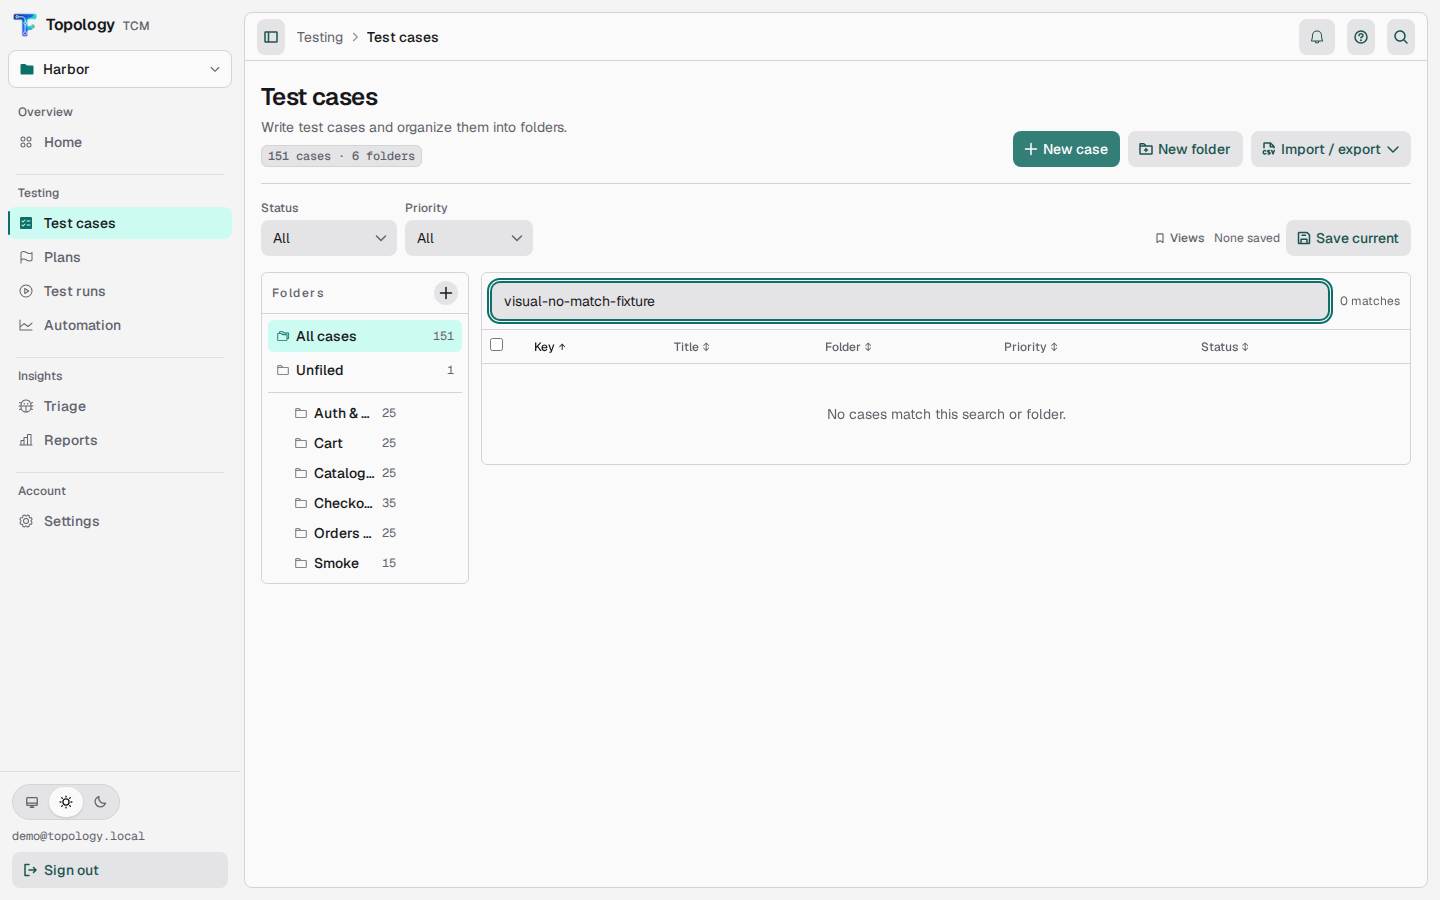 Topology TCM
Harbor
Overview
Home
Testing
Test cases
Plans
Test runs
Automation
Insights
Triage
Reports
Account
Settings
demo@topology.local
Sign out
Testing > Test cases
Test cases
Write test cases and organize them into folders.
151 cases · 6 folders
New case
New folder
Import / export
Status
Priority
All
All
Views None saved
Save current
Folders
All cases 151
Unfiled 1
Auth & … 25
Cart 25
Catalog… 25
Checko… 35
Orders … 25
Smoke 15
visual-no-match-fixture
0 matches
Key ↑ Title Folder Priority Status
No cases match this search or folder.